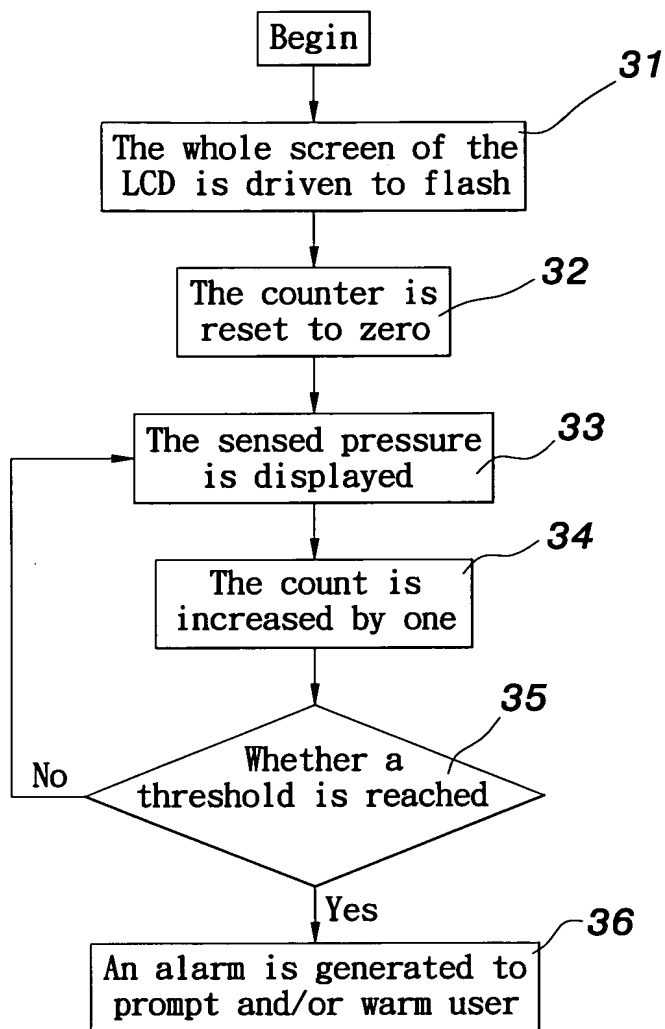 Begin
31
The whole screen of the
LCD is driven to flash
32
The counter is
reset to zero
33
The sensed pressure
is displayed
34
The count is
increased by one
35
Whether a
threshold is reached
No
Yes
36
An alarm is generated to
prompt and/or warm user